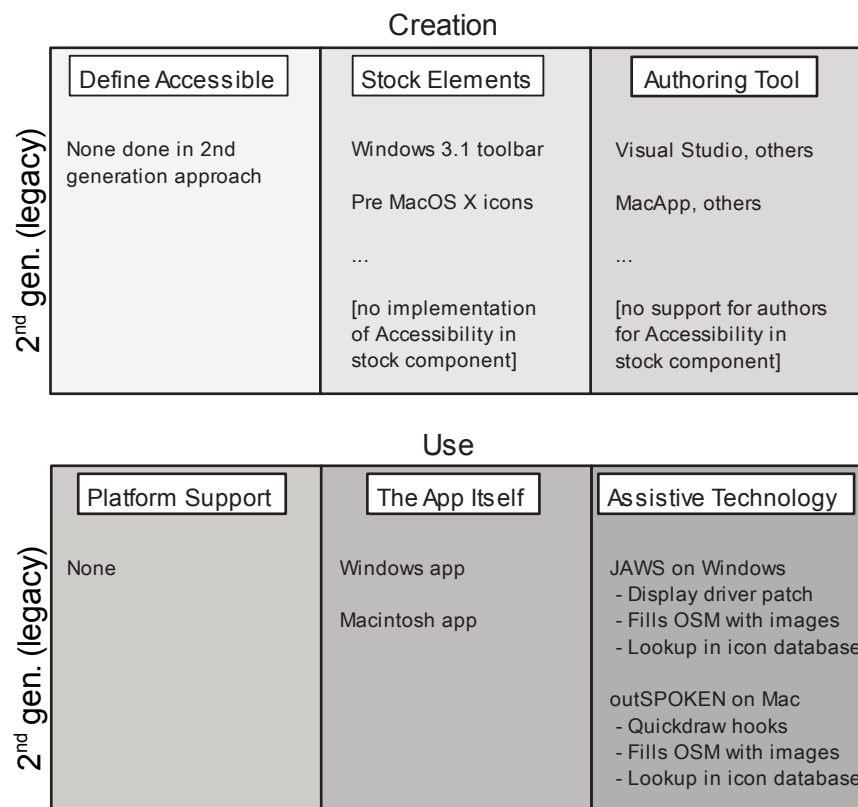 Creation
2nd gen. (legacy)
Define Accessible
None done in 2nd
generation approach
Stock Elements
Windows 3.1 toolbar
Pre MacOS X icons
...
[no implementation
of Accessibility in
stock component]
Authoring Tool
Visual Studio, others
MacApp, others
...
[no support for authors
for Accessibility in
stock component]
Use
2nd gen. (legacy)
Platform Support
None
The App Itself
Windows app
Macintosh app
Assistive Technology
JAWS on Windows
- Display driver patch
- Fills OSM with images
- Lookup in icon database
outSPOKEN on Mac
- Quickdraw hooks
- Fills OSM with images
- Lookup in icon database